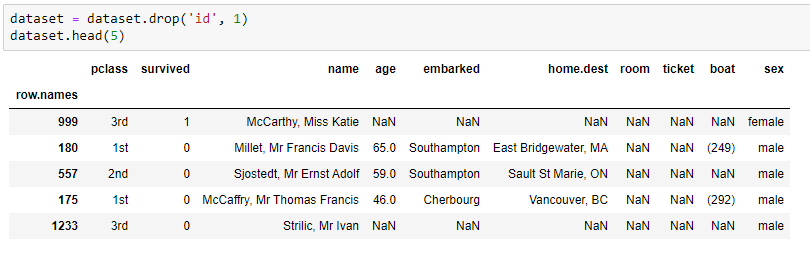 dataset = dataset.drop('id', 1)
dataset.head(5)
pclass survived name age embarked home.dest room ticket boat sex
row.names
999 3rd 1 McCarthy, Miss Katie NaN NaN NaN NaN NaN NaN female
180 1st 0 Millet, Mr Francis Davis 65.0 Southampton East Bridgewater, MA NaN NaN (249) male
557 2nd 0 Sjostedt, Mr Ernst Adolf 59.0 Southampton Sault St Marie, ON NaN NaN NaN male
175 1st 0 McCaffry, Mr Thomas Francis 46.0 Cherbourg Vancouver, BC NaN NaN (292) male
1233 3rd 0 Strilic, Mr Ivan NaN NaN NaN NaN NaN NaN male